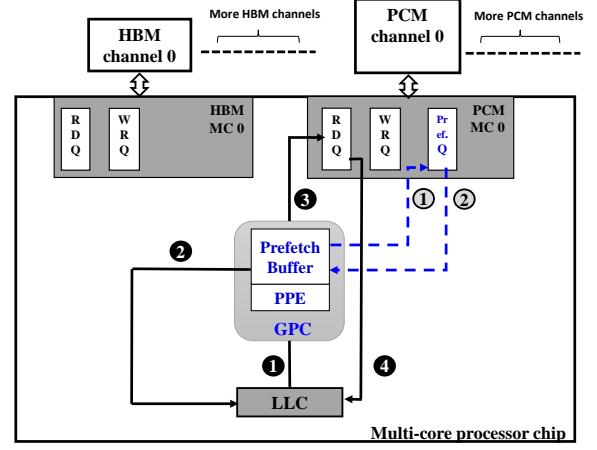 More HBM channels
HBM
channel 0
PCM
channel 0
More PCM channels
R
D
Q
W
R
Q
HBM
MC 0
R
D
Q
W
R
Q
Pr
ef.
Q
PCM
MC 0
1
2
3
2
Prefetch
Buffer
PPE
GPC
1
4
LLC
Multi-core processor chip